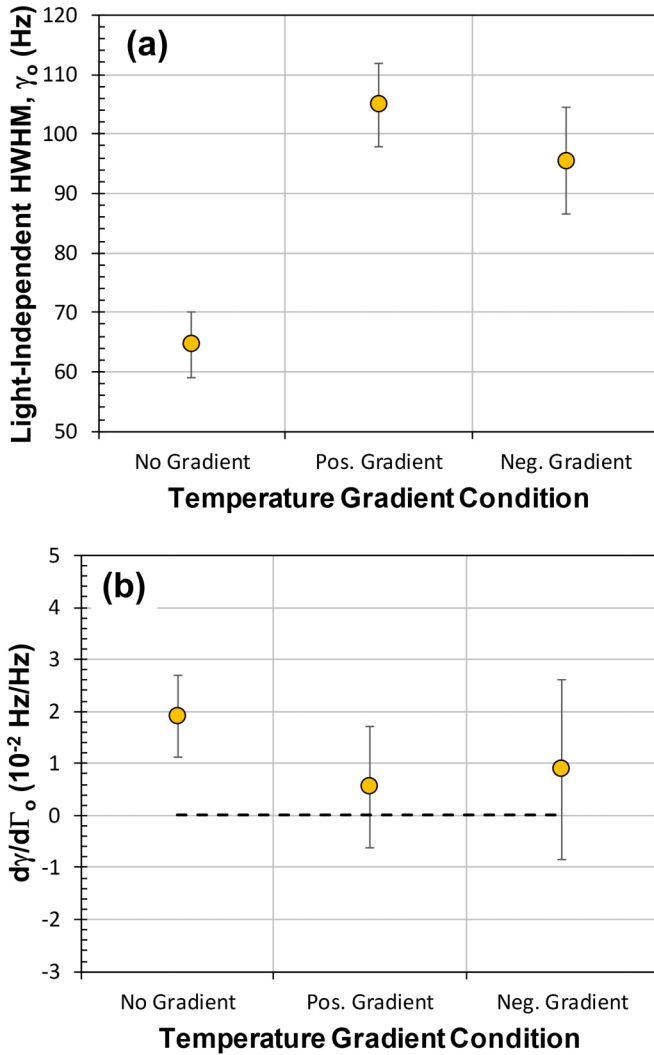 (a)
Light-Independent HWHM, γo (Hz)
120
110
100
90
80
70
60
50
No Gradient Pos. Gradient Neg. Gradient
Temperature Gradient Condition
(b)
dγ/dΓo (10-2 Hz/Hz)
5
4
3
2
1
0
-1
-2
-3
No Gradient Pos. Gradient Neg. Gradient
Temperature Gradient Condition